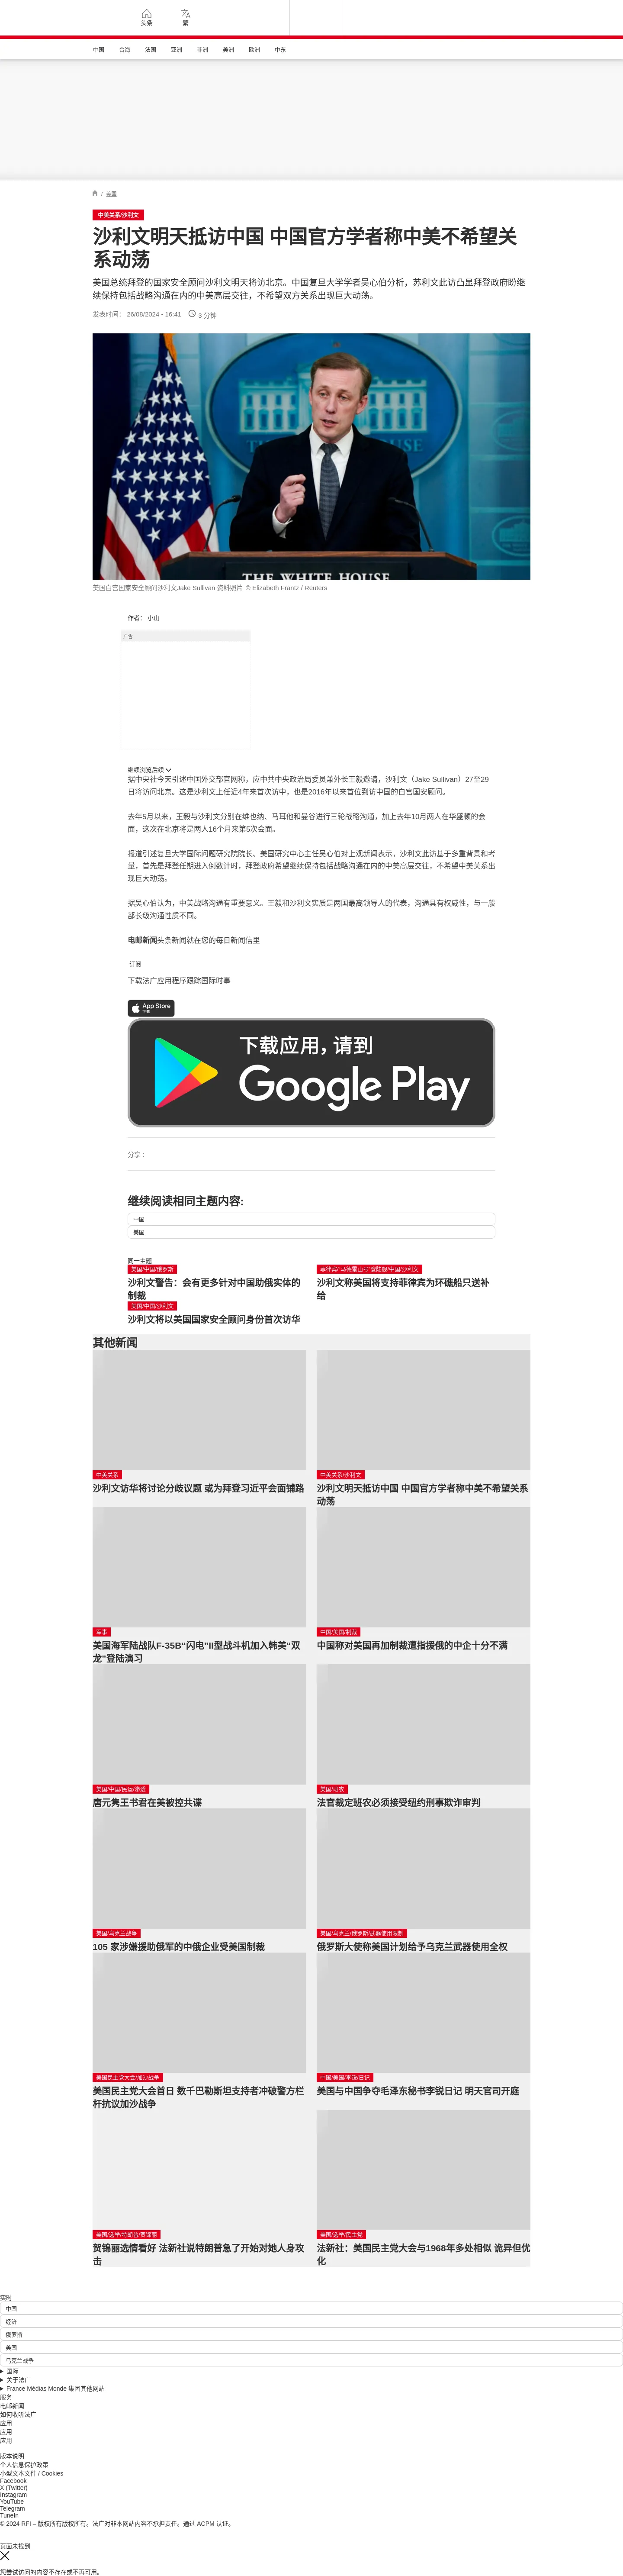 头条
繁
中国
台海
法国
亚洲
非洲
美洲
欧洲
中东
/ 美国
中美关系/沙利文
沙利文明天抵访中国 中国官方学者称中美不希望关
系动荡
美国总统拜登的国家安全顾问沙利文明天将访北京。中国复旦大学学者吴心伯分析，苏利文此访凸显拜登政府盼继
续保持包括战略沟通在内的中美高层交往，不希望双方关系出现巨大动荡。
发表时间： 26/08/2024 - 16:41
3 分钟
THE WHITE HOUSE
WASHINGTON
美国白宫国家安全顾问沙利文Jake Sullivan 资料照片 © Elizabeth Frantz / Reuters
作者： 小山
广告
继续浏览后续
据中央社今天引述中国外交部官网称，应中共中央政治局委员兼外长王毅邀请，沙利文（Jake Sullivan）27至29
日将访问北京。这是沙利文上任近4年来首次访中，也是2016年以来首位到访中国的白宫国安顾问。
去年5月以来，王毅与沙利文分别在维也纳、马耳他和曼谷进行三轮战略沟通，加上去年10月两人在华盛顿的会
面，这次在北京将是两人16个月来第5次会面。
报道引述复旦大学国际问题研究院院长、美国研究中心主任吴心伯对上观新闻表示，沙利文此访基于多重背景和考
量，首先是拜登任期进入倒数计时，拜登政府希望继续保持包括战略沟通在内的中美高层交往，不希望中美关系出
现巨大动荡。
据吴心伯认为，中美战略沟通有重要意义。王毅和沙利文实质是两国最高领导人的代表，沟通具有权威性，与一般
部长级沟通性质不同。
电邮新闻头条新闻就在您的每日新闻信里
订阅
下载法广应用程序跟踪国际时事
App Store
下载
下载应用，请到
Google Play
分享 :
继续阅读相同主题内容:
中国
美国
同一主题
美国/中国/俄罗斯
沙利文警告：会有更多针对中国助俄实体的
制裁
菲律宾/“马德雷山号”登陆舰/中国/沙利文
沙利文称美国将支持菲律宾为环礁船只送补
给
美国/中国/沙利文
沙利文将以美国国家安全顾问身份首次访华
其他新闻
中美关系
沙利文访华将讨论分歧议题 或为拜登习近平会面铺路
中美关系/沙利文
沙利文明天抵访中国 中国官方学者称中美不希望关系
动荡
军事
美国海军陆战队F-35B“闪电”II型战斗机加入韩美“双
龙”登陆演习
中国/美国/制裁
中国称对美国再加制裁遭指援俄的中企十分不满
美国/中国/民运/渗透
唐元隽王书君在美被控共谍
美国/班农
法官裁定班农必须接受纽约刑事欺诈审判
美国/乌克兰战争
105 家涉嫌援助俄军的中俄企业受美国制裁
美国/乌克兰/俄罗斯/武器使用限制
俄罗斯大使称美国计划给予乌克兰武器使用全权
美国民主党大会/加沙战争
美国民主党大会首日 数千巴勒斯坦支持者冲破警方栏
杆抗议加沙战争
中国/美国/李锐/日记
美国与中国争夺毛泽东秘书李锐日记 明天官司开庭
美国/选举/特朗普/贺锦丽
贺锦丽选情看好 法新社说特朗普急了开始对她人身攻
击
美国/选举/民主党
法新社：美国民主党大会与1968年多处相似 诡异但优
化
实时
中国
经济
俄罗斯
美国
乌克兰战争
国际
关于法广
France Médias Monde 集团其他网站
服务
电邮新闻
如何收听法广
应用
应用
应用
版本说明
个人信息保护政策
小型文本文件 / Cookies
Facebook
X (Twitter)
Instagram
YouTube
Telegram
TuneIn
© 2024 RFI – 版权所有版权所有。法广对非本网站内容不承担责任。通过 ACPM 认证。
页面未找到
您尝试访问的内容不存在或不再可用。